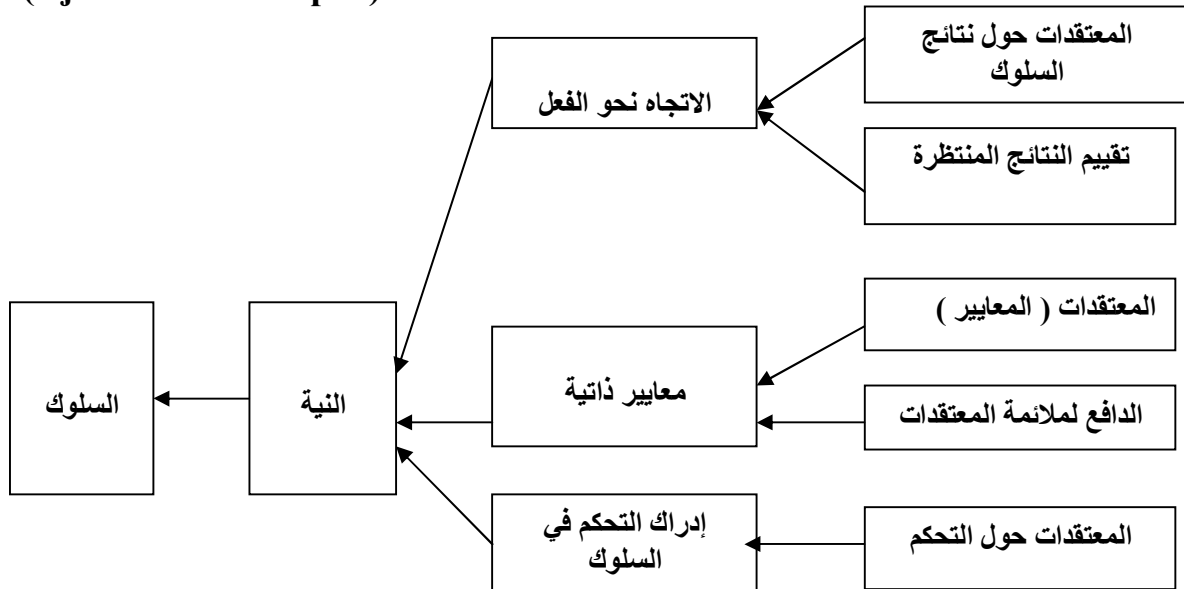 المعتقدات حول نتائج
السلوك
الاتجاه نحو الفعل
تقييم النتائج المنتظرة
المعتقدات ( المعايير )
معايير ذاتية
الدافع لملائمة المعتقدات
النية
السلوك
إدراك التحكم في
السلوك
المعتقدات حول التحكم